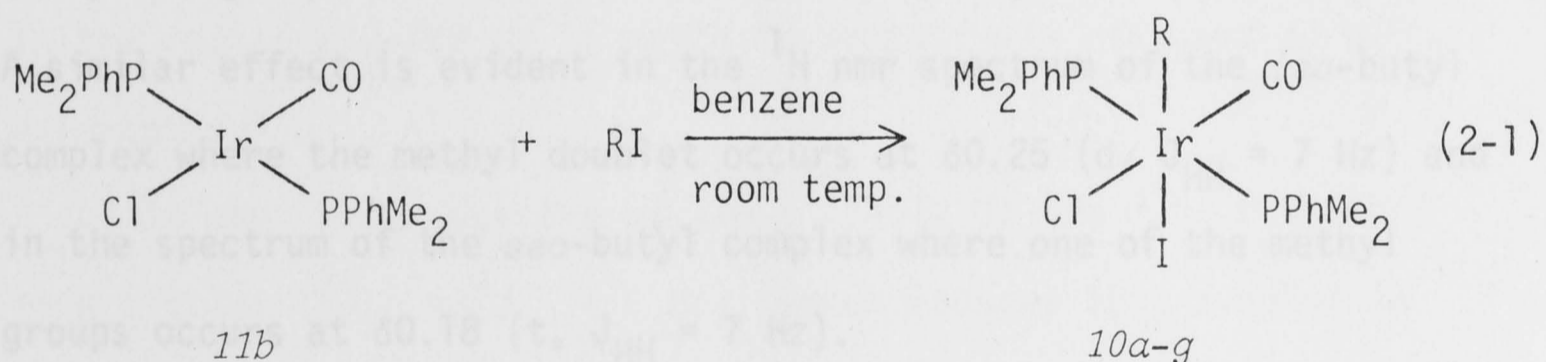 A similar effect is evident in the ¹H nmr spectrum of the iso-butyl
R
Me₂PhP CO benzene Me₂PhP CO
Ir + RI Ir (2-1)
complex where the methyl doublet occurs at δ0.25 (d, J = 7 Hz) and
Cl PPhMe₂ room temp. Cl PPhMe₂
in the spectrum of the sec-butyl complex where one of the methyl
I
groups occurs at δ0.18 (t, J_HH = 7 Hz).
11b 10a-g